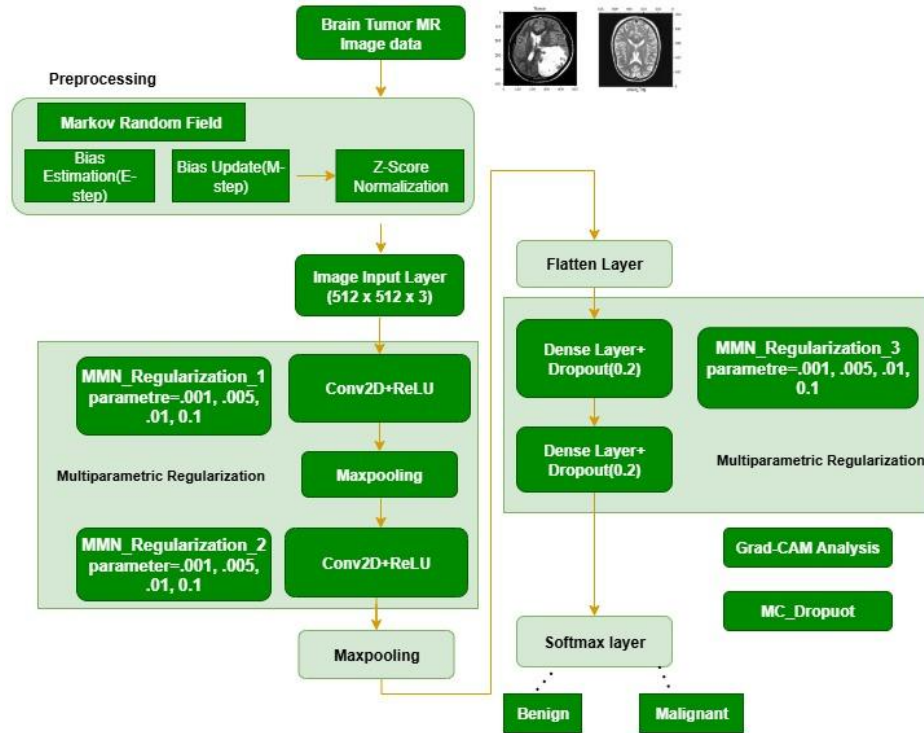 Brain Tumor MR
Image data
Tumor
Preprocessing
Markov Random Field
Bias
Estimation(E-
step)
Bias Update(M-
step)
Z-Score
Normalization
Image Input Layer
(512 x 512 x 3)
MMN_Regularization_1
parametre=.001, .005,
.01, 0.1
Conv2D+ReLU
Multiparametric Regularization
Maxpooling
MMN_Regularization_2
parameter=.001, .005,
.01, 0.1
Conv2D+ReLU
Maxpooling
Flatten Layer
Dense Layer+
Dropout(0.2)
MMN_Regularization_3
parametre=.001, .005, .01,
0.1
Dense Layer+
Dropout(0.2)
Multiparametric Regularization
Grad-CAM Analysis
MC_Dropuot
Softmax layer
Benign
Malignant